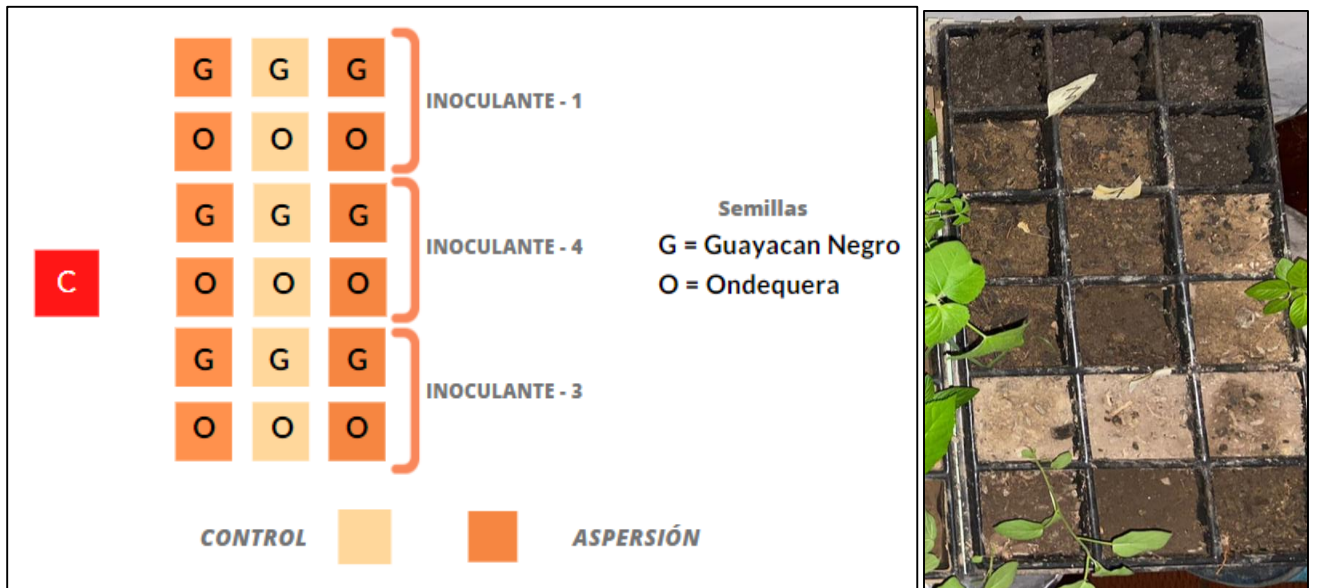 G G G
INOCULANTE - 1
O O O
G G G
INOCULANTE - 4
O O O
C
G G G
INOCULANTE - 3
O O O
Semillas
G = Guayacan Negro
O = Ondequera
CONTROL
ASPERSIÓN